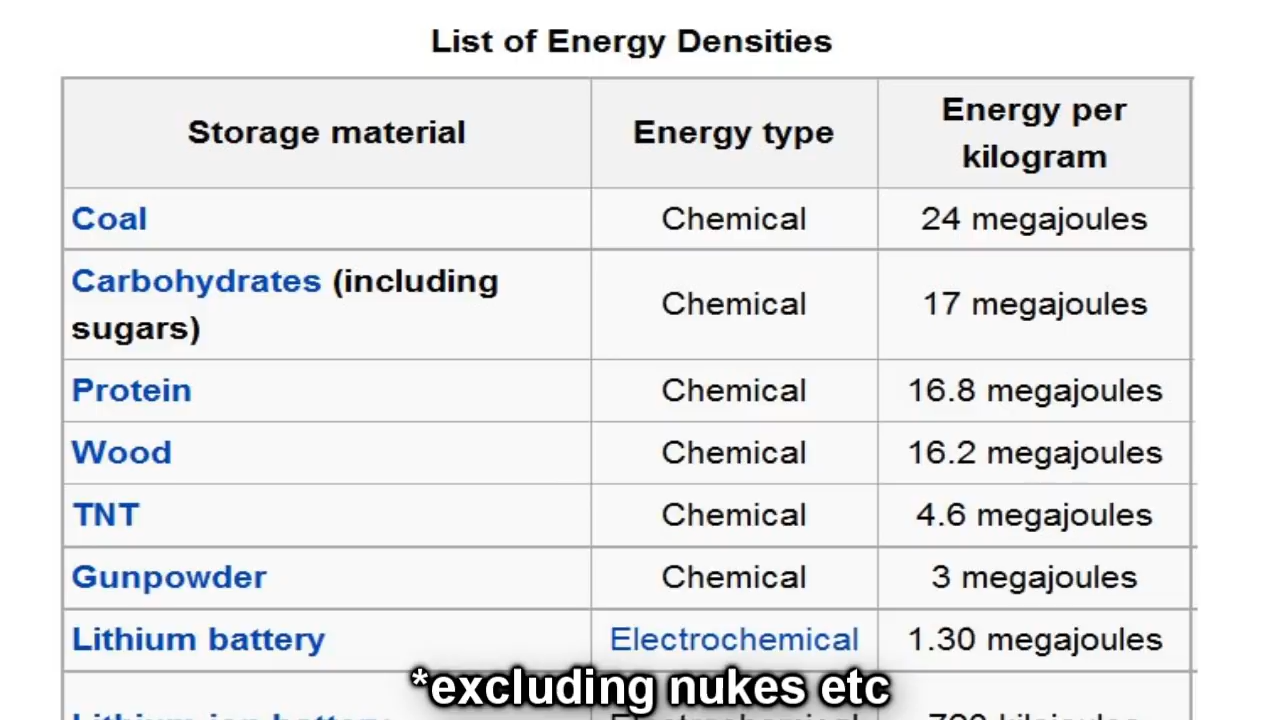 List of Energy Densities
Storage material Energy type Energy per kilogram
Coal Chemical 24 megajoules
Carbohydrates (including sugars) Chemical 17 megajoules
Protein Chemical 16.8 megajoules
Wood Chemical 16.2 megajoules
TNT Chemical 4.6 megajoules
Gunpowder Chemical 3 megajoules
Lithium battery Electrochemical 1.30 megajoules
*excluding nukes etc